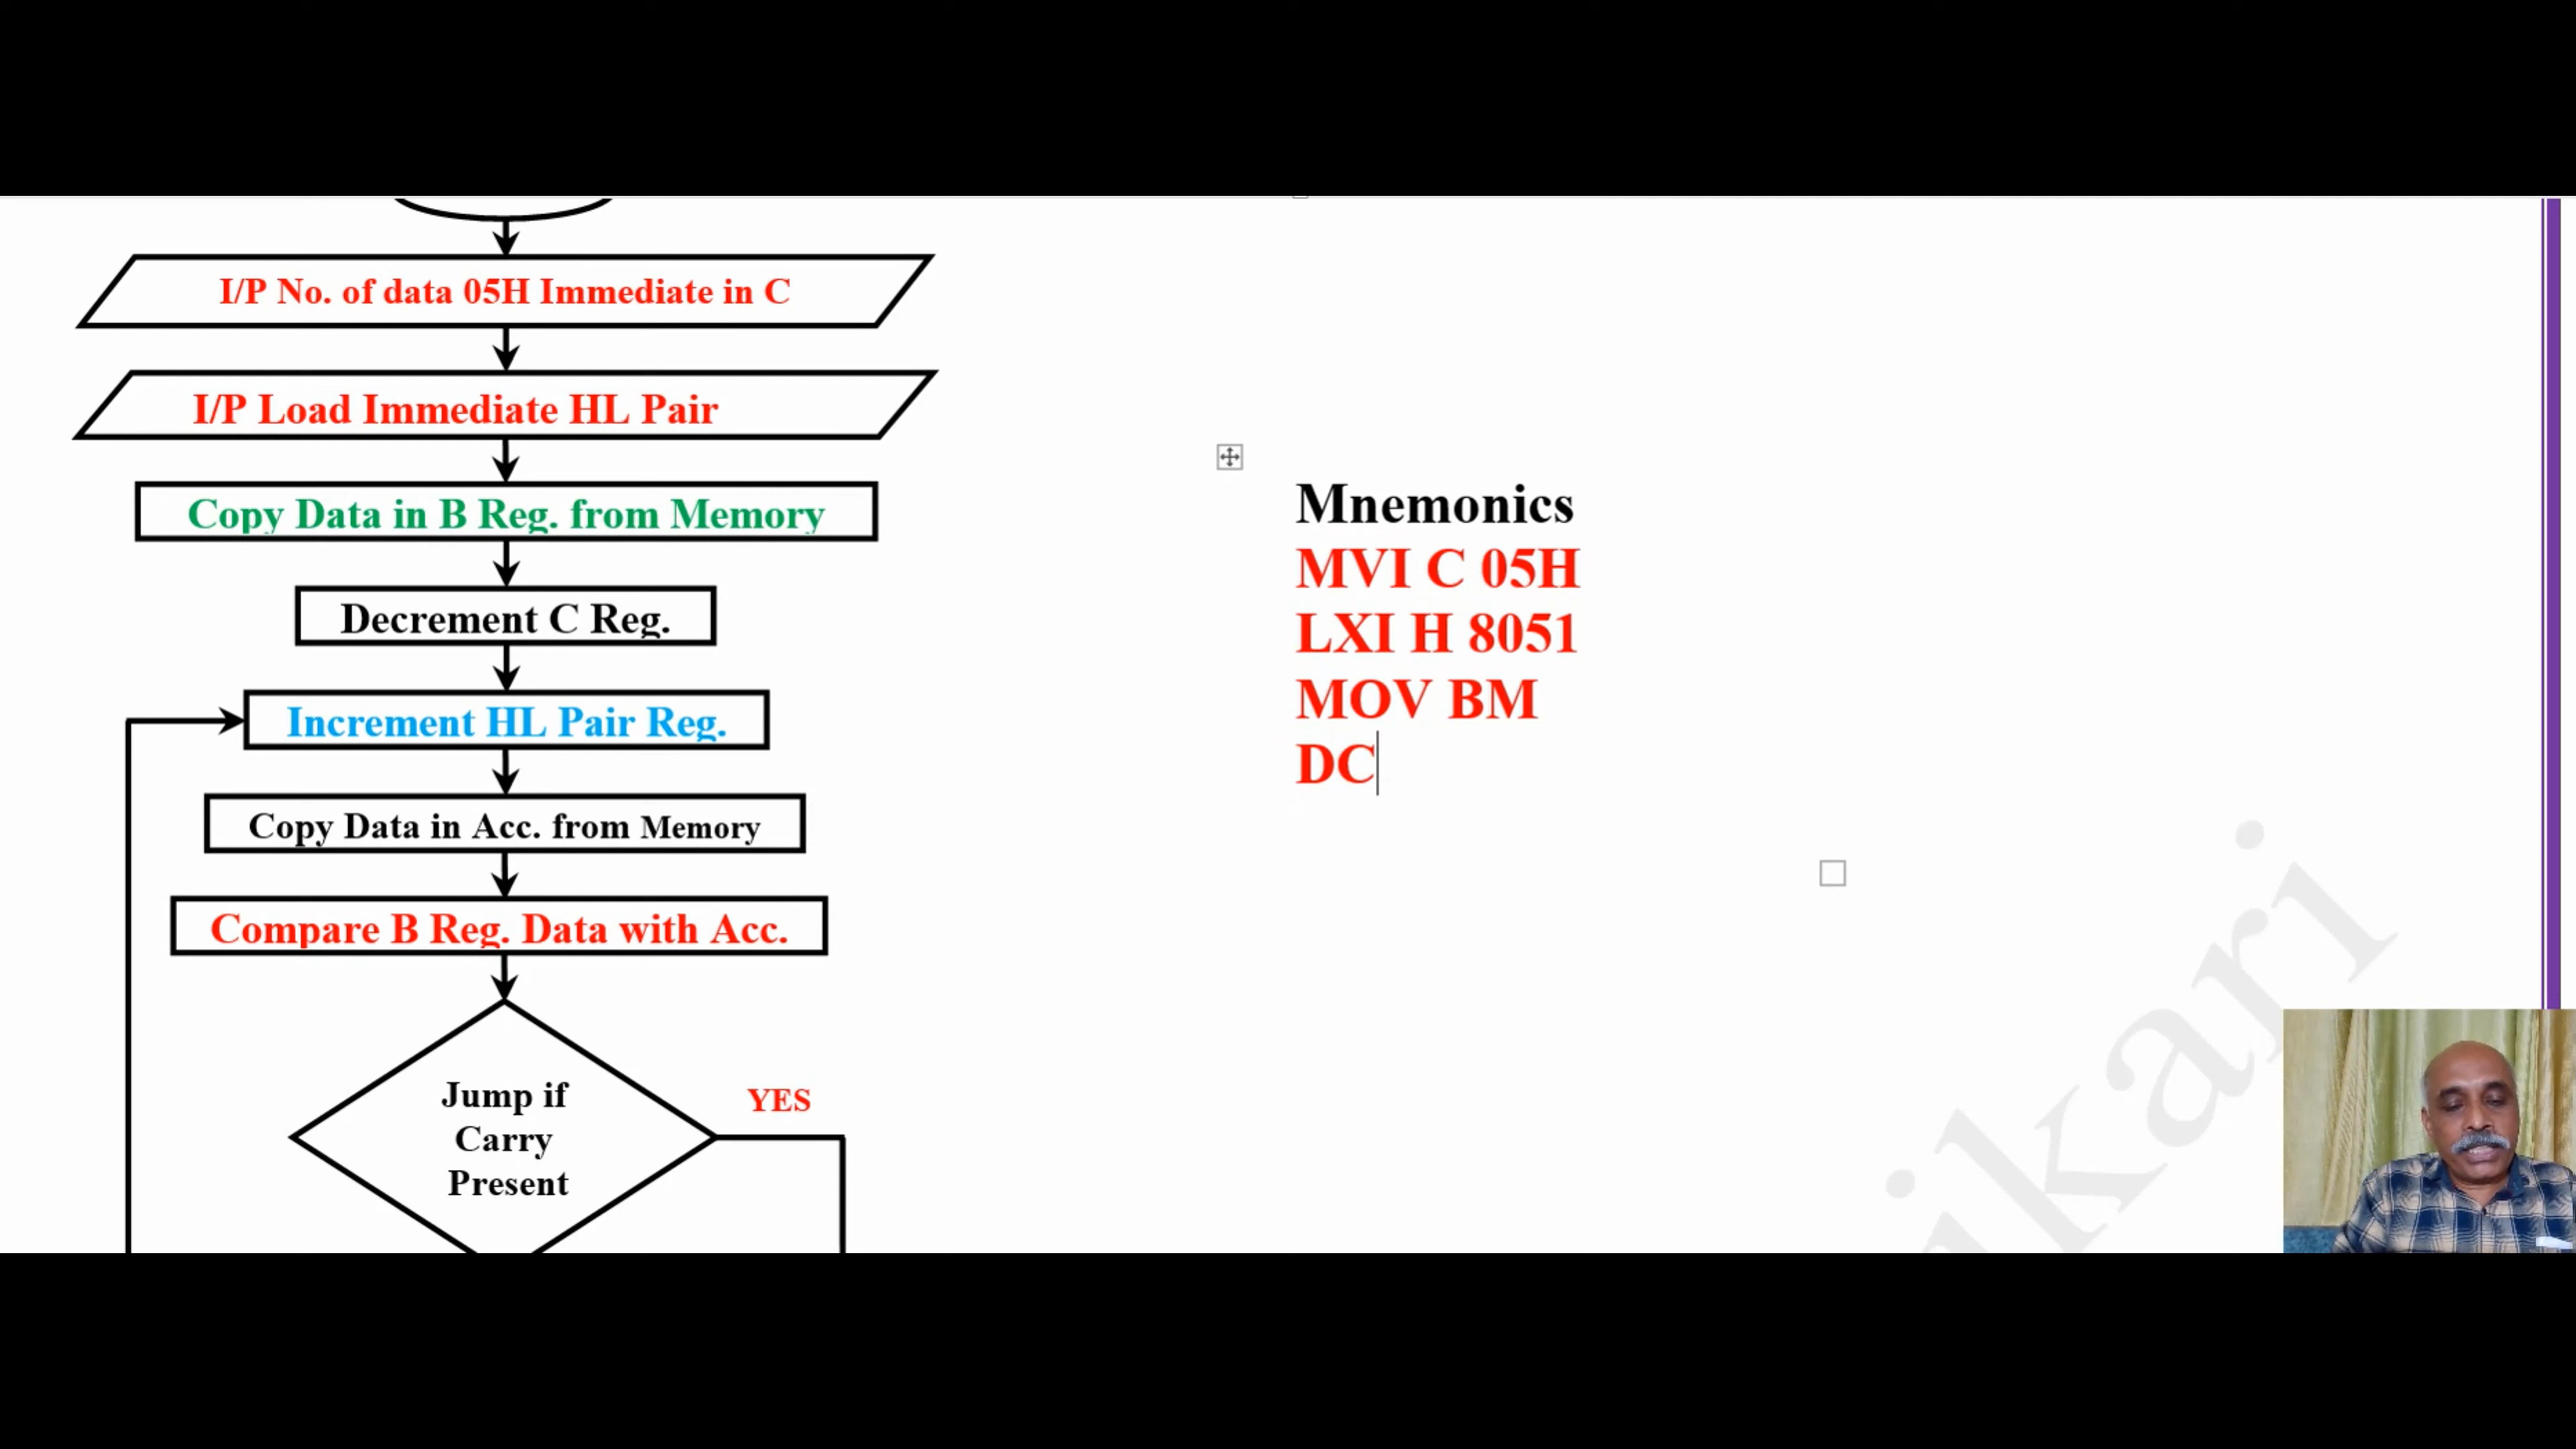 I/P No. of data 05H Immediate in C
I/P Load Immediate HL Pair
Copy Data in B Reg. from Memory
Decrement C Reg.
Increment HL Pair Reg.
Copy Data in Acc. from Memory
Compare B Reg. Data with Acc.
Jump if
Carry
Present
YES
Mnemonics
MVI C 05H
LXI H 8051
MOV BM
DC
ikari